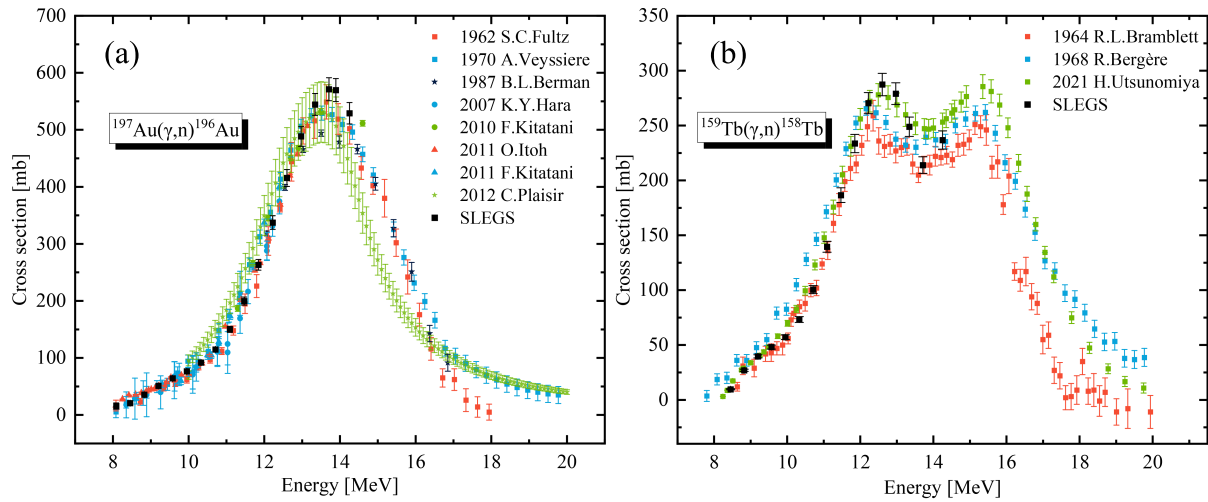 (a)
1962 S.C.Fultz
1970 A.Veyssiere
1987 B.L.Berman
2007 K.Y.Hara
2010 F.Kitatani
2011 O.Itoh
2011 F.Kitatani
2012 C.Plaisir
SLEGS
¹⁹⁷Au(γ,n)¹⁹⁶Au
Cross section [mb]
700
600
500
400
300
200
100
0
8 10 12 14 16 18 20
Energy [MeV]
(b)
1964 R.L.Bramblett
1968 R.Bergère
2021 H.Utsunomiya
SLEGS
¹⁵⁹Tb(γ,n)¹⁵⁸Tb
Cross section [mb]
350
300
250
200
150
100
50
0
8 10 12 14 16 18 20
Energy [MeV]